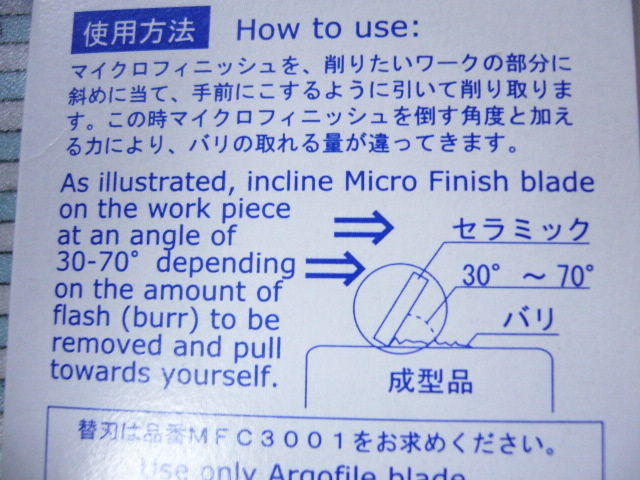 使用方法 How to use:
マイクロフィニッシュを、削りたいワークの部分に
斜めに当て、手前にこするように引いて削り取りま
す。この時マイクロフィニッシュを倒す角度と加え
る力により、バリの取れる量が違ってきます。
As illustrated, incline Micro Finish blade
on the work piece
at an angle of
30-70° depending
on the amount of
flash (burr) to be
removed and pull
towards yourself.
セラミック
30° ～70°
バリ
成型品
替刃は品番MFC3001をお求めください。
Use only Argofile blade